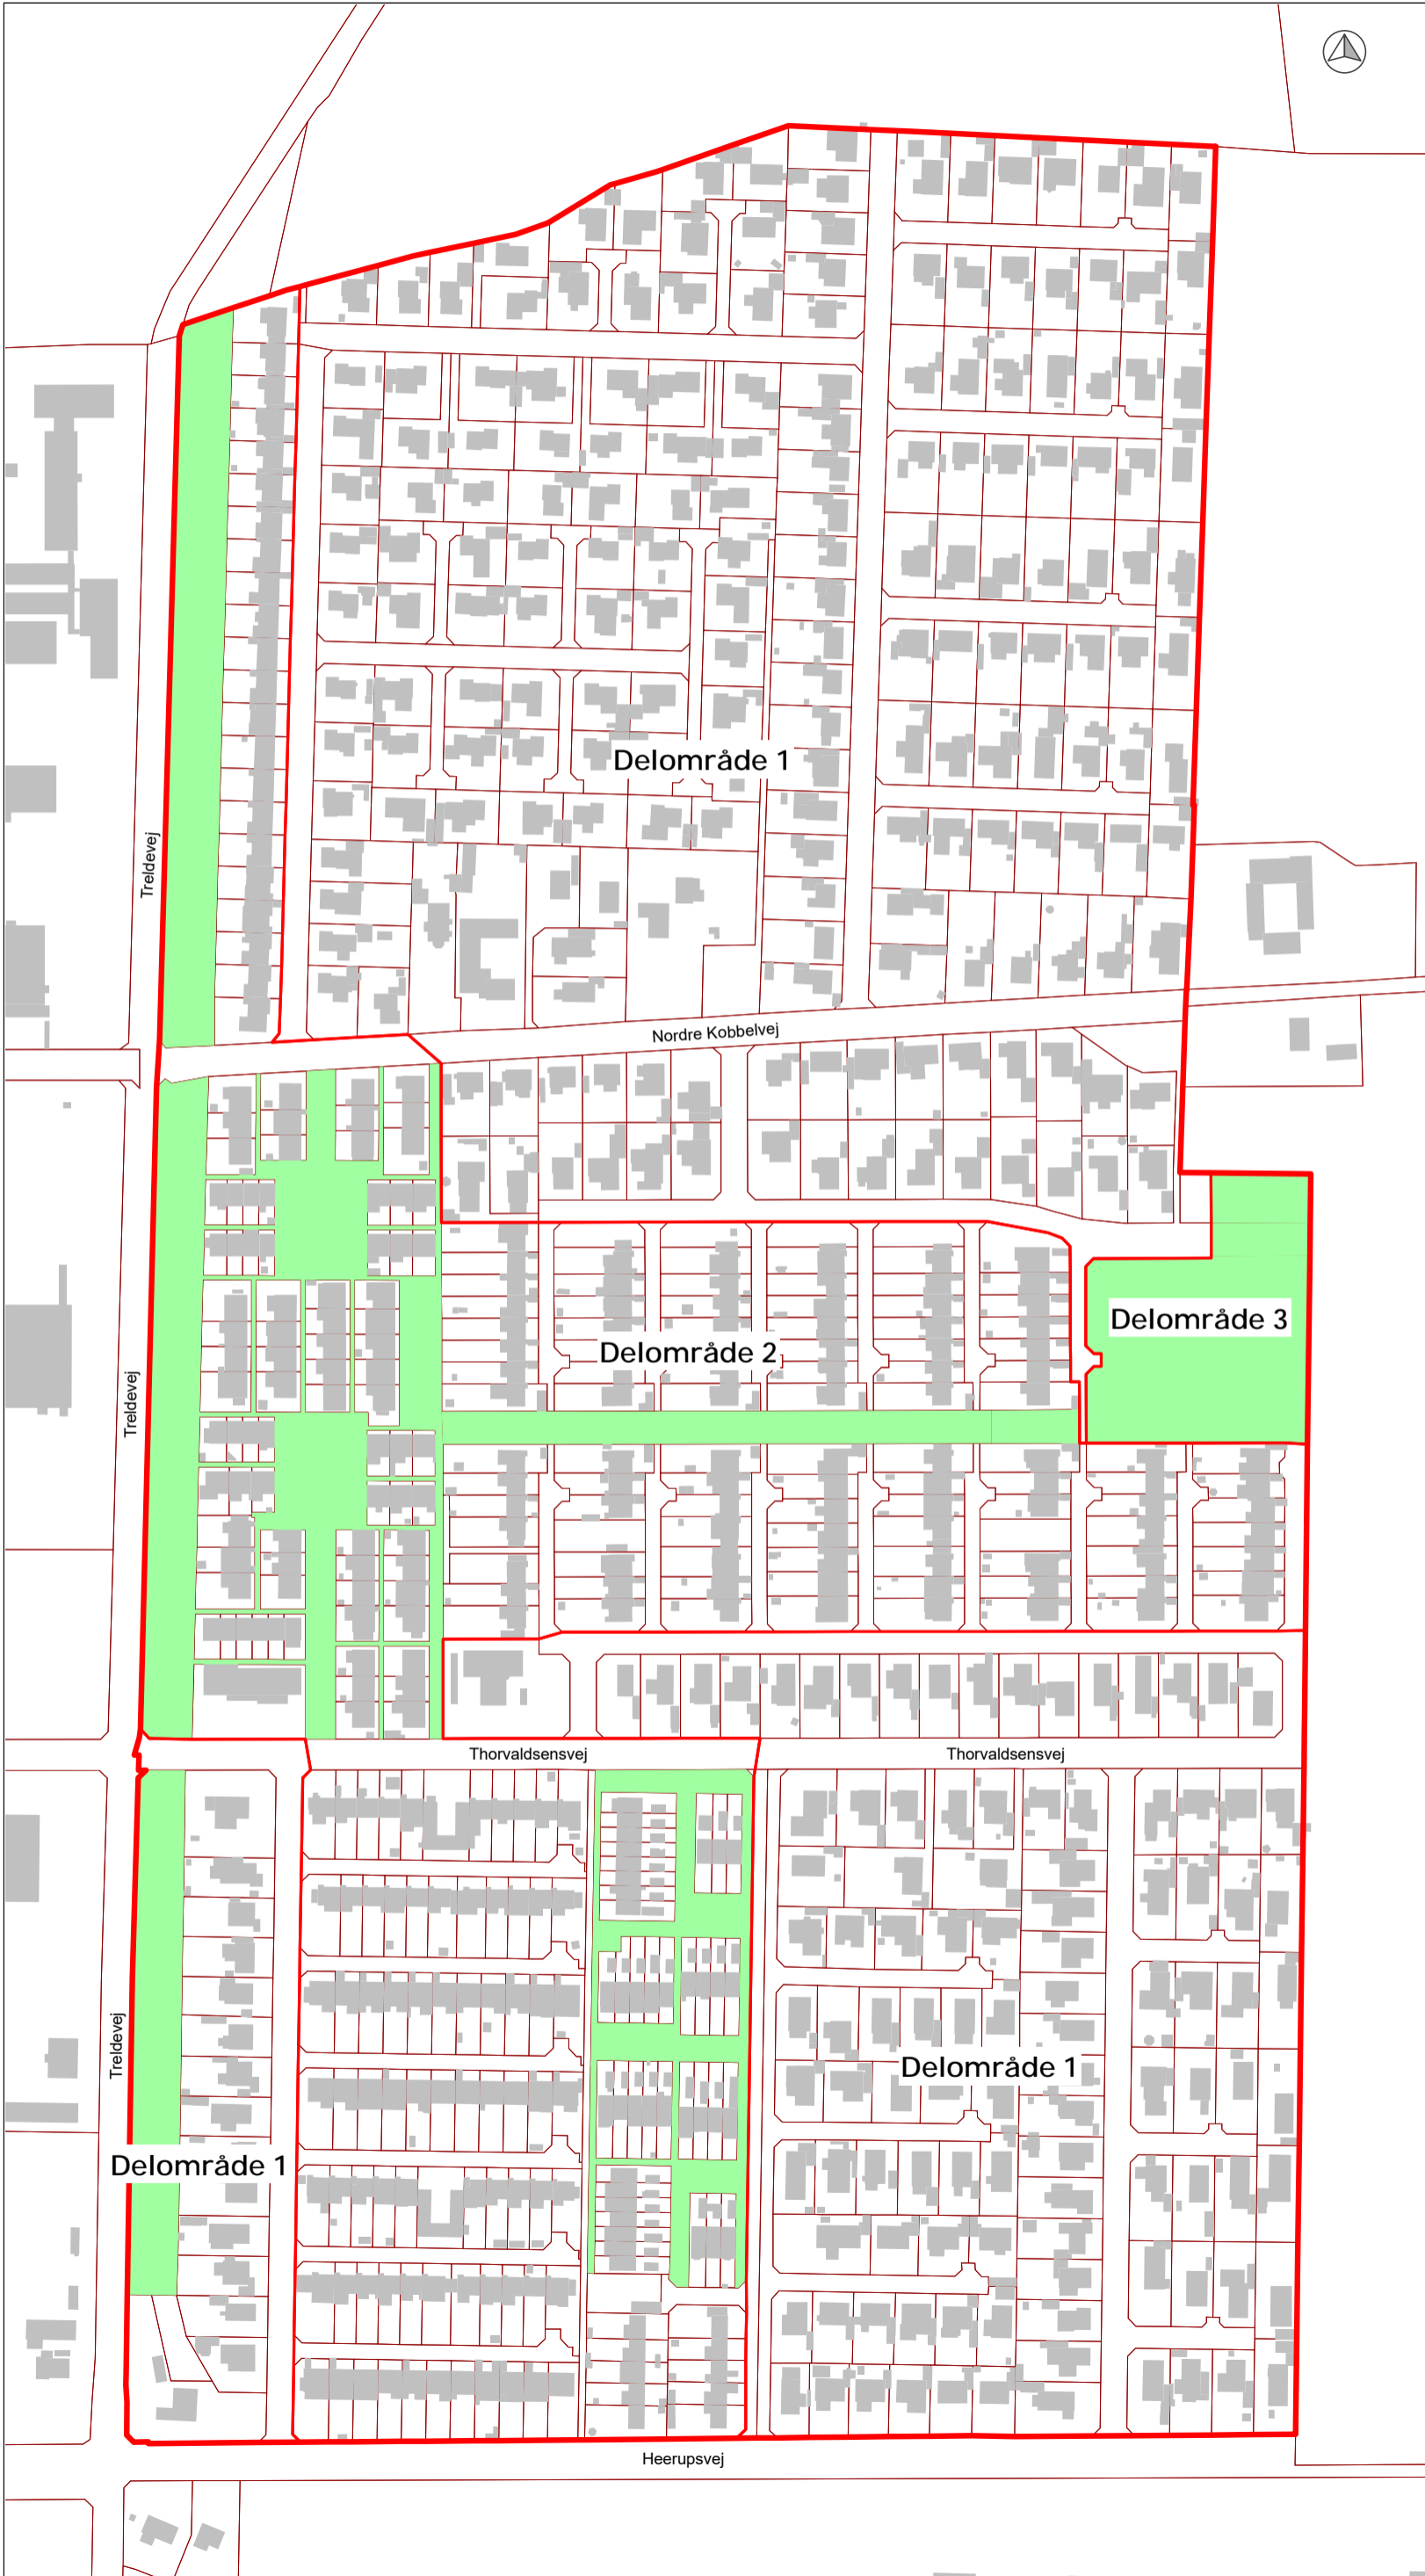 Delområde 1
Treldevej
Nordre Kobbelvej
Delområde 3
Delområde 2
Treldevej
Thorvaldsensvej
Thorvaldsensvej
Treldevej
Delområde 1
Delområde 1
Heerupsvej